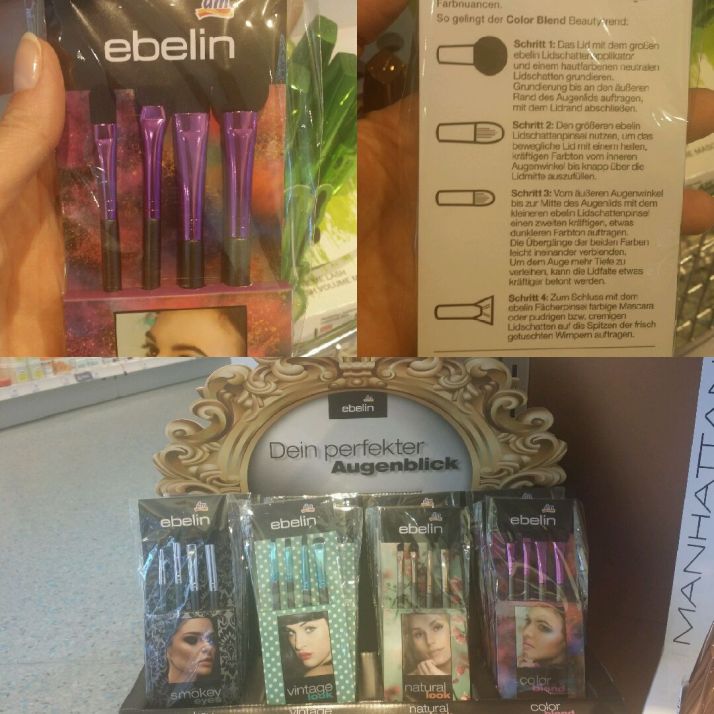 dm
ebelin
Farbnuancen.
So gelingt der Color Blend Beautytrend:
Schritt 1: Das Lid mit dem großen
ebelin Lidschattenapplikator
und einem hautfarbenen neutralen
Lidschatten grundieren.
Grundierung bis an den äußeren
Rand des Augenlids auftragen,
mit dem Lidrand abschließen.
Schritt 2: Den größeren ebelin
Lidschattenpinsel nutzen, um das
bewegliche Lid mit einem hellen,
kräftigen Farbton vom inneren
Augenwinkel bis knapp über die
Lidmitte auszufüllen.
Schritt 3: Vom äußeren Augenwinkel
bis zur Mitte des Augenlids mit dem
kleineren ebelin Lidschattenpinsel
einen zweiten kräftigen, etwas
dunkleren Farbton auftragen.
Die Übergänge der beiden Farben
leicht ineinander verblenden.
Um dem Auge mehr Tiefe zu
verleihen, kann die Lidfalte etwas
kräftiger betont werden.
Schritt 4: Zum Schluss mit dem
ebelin Fächerpinsel farbige Mascara
oder pudrigen bzw. cremigen
Lidschatten auf die Spitzen der frisch
getuschten Wimpern auftragen.
LASH
VOLUME
ebelin
Dein perfekter
Augenblick
ebelin
smokey
eyes
ebelin
vintage
look
vintage
ebelin
natural
look
natural
ebelin
color
blend
color
blend
MANHATTAN